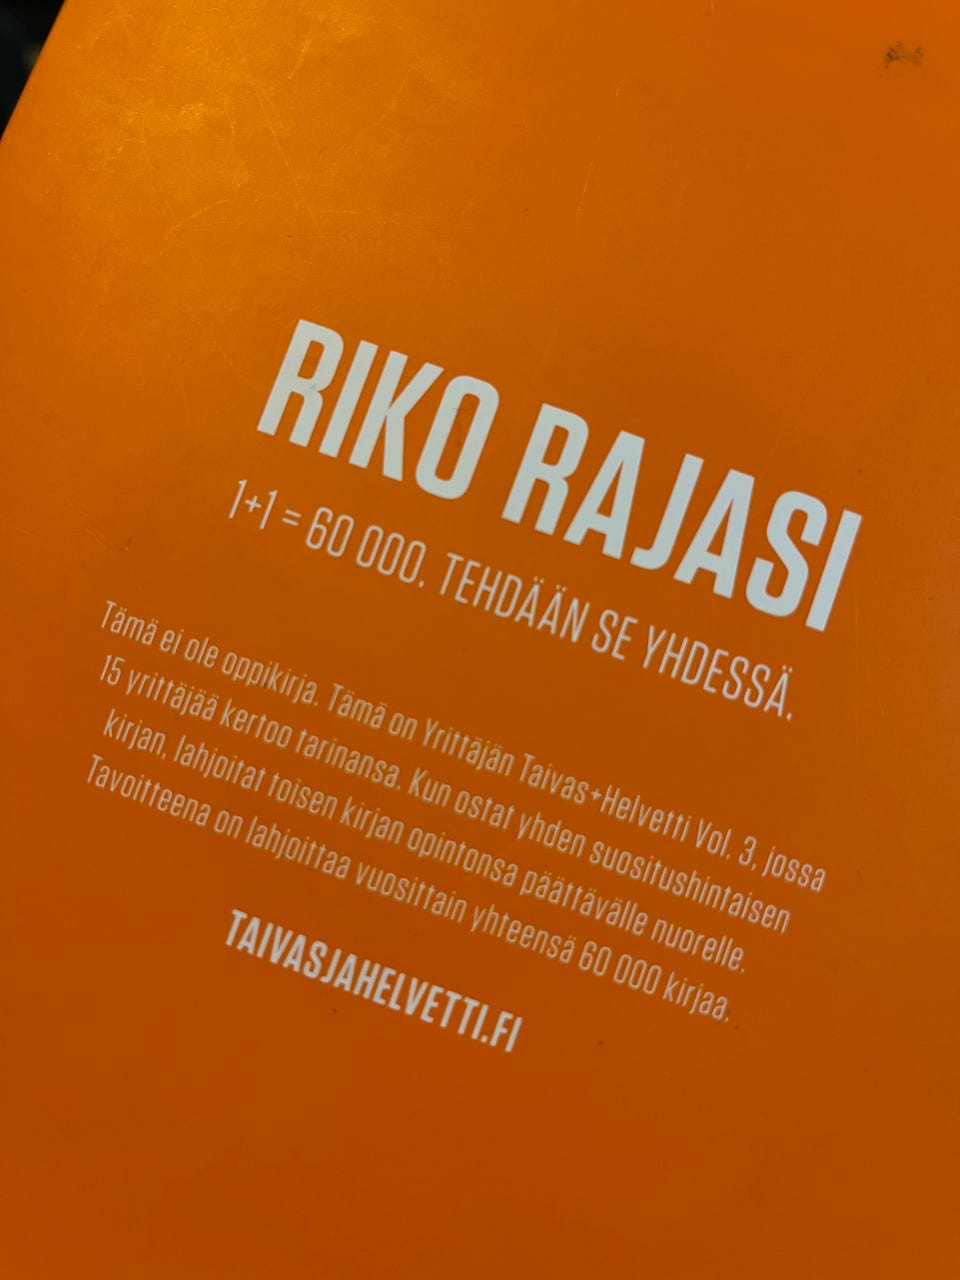 RIKO RAJASI
1+1 = 60 000. TEHDÄÄN SE YHDESSÄ.
Tämä ei ole oppikirja. Tämä on Yrittäjän Taivas+Helvetti Vol. 3, jossa
15 yrittäjää kertoo tarinansa. Kun ostat yhden suositushintaisen
kirjan, lahjoitat toisen kirjan opintonsa päättävälle nuorelle.
Tavoitteena on lahjoittaa vuosittain yhteensä 60 000 kirjaa.
TAIVASJAHELVETTI.FI